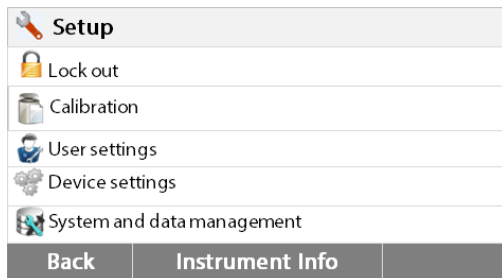 Setup
Lock out
Calibration
User settings
Device settings
System and data management
Back Instrument Info